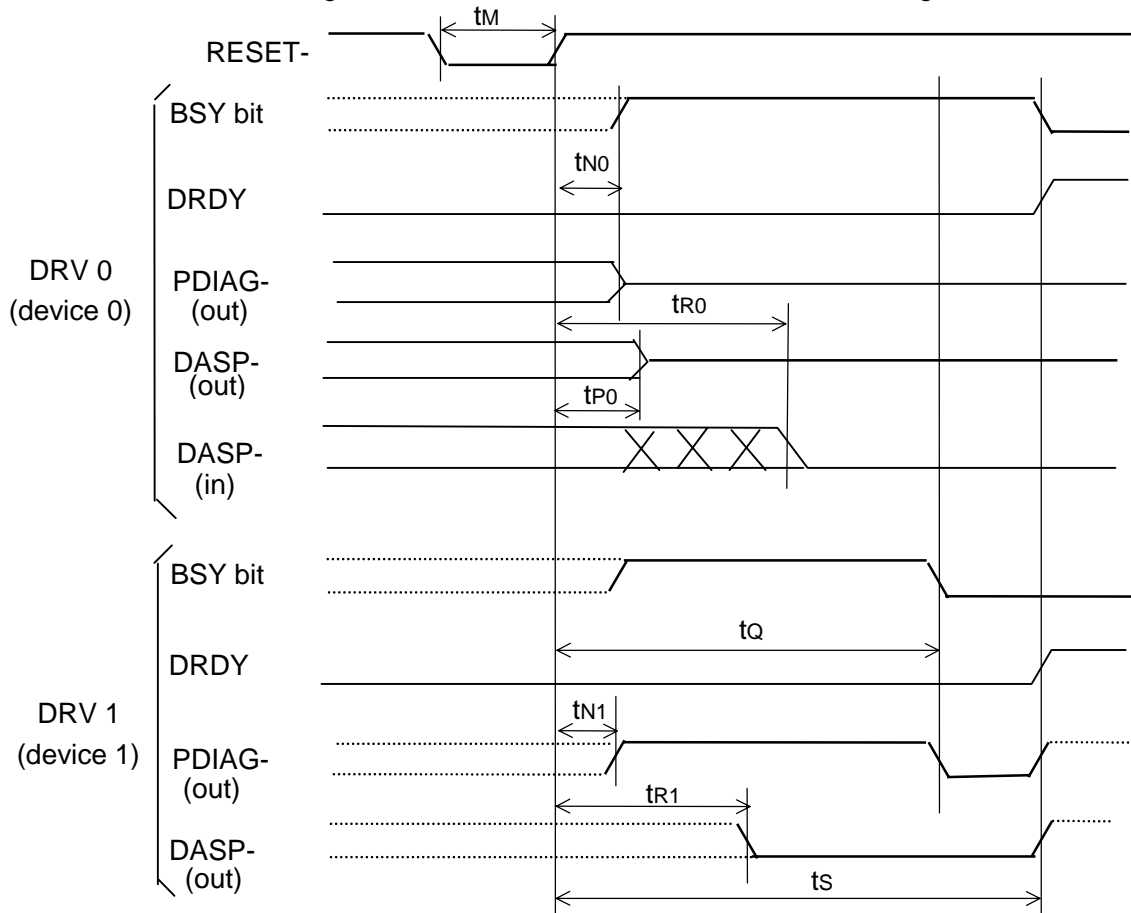 tM
RESET-
BSY bit
tN0
DRDY
DRV 0
(device 0)
PDIAG-
(out)
tR0
DASP-
(out)
tP0
DASP-
(in)
BSY bit
tQ
DRDY
DRV 1
(device 1)
tN1
PDIAG-
(out)
tR1
DASP-
(out)
tS